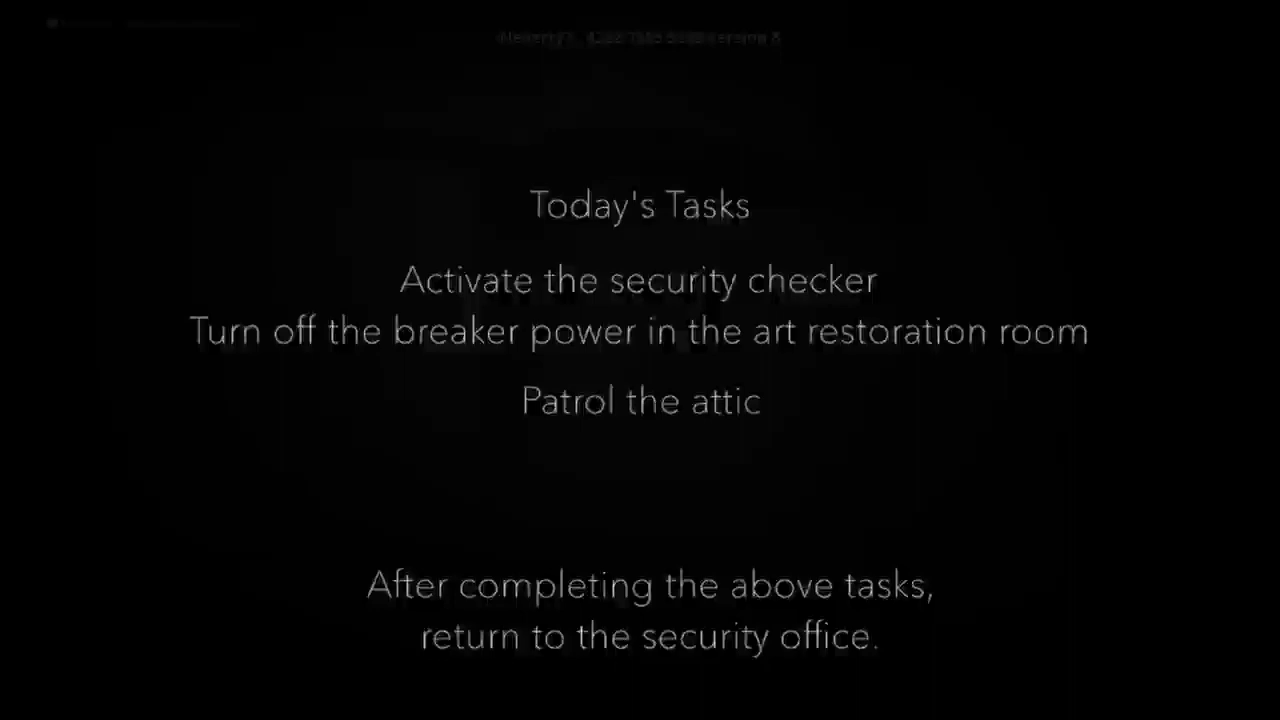 Today's Tasks
Activate the security checker
Turn off the breaker power in the art restoration room
Patrol the attic
After completing the above tasks,
return to the security office.